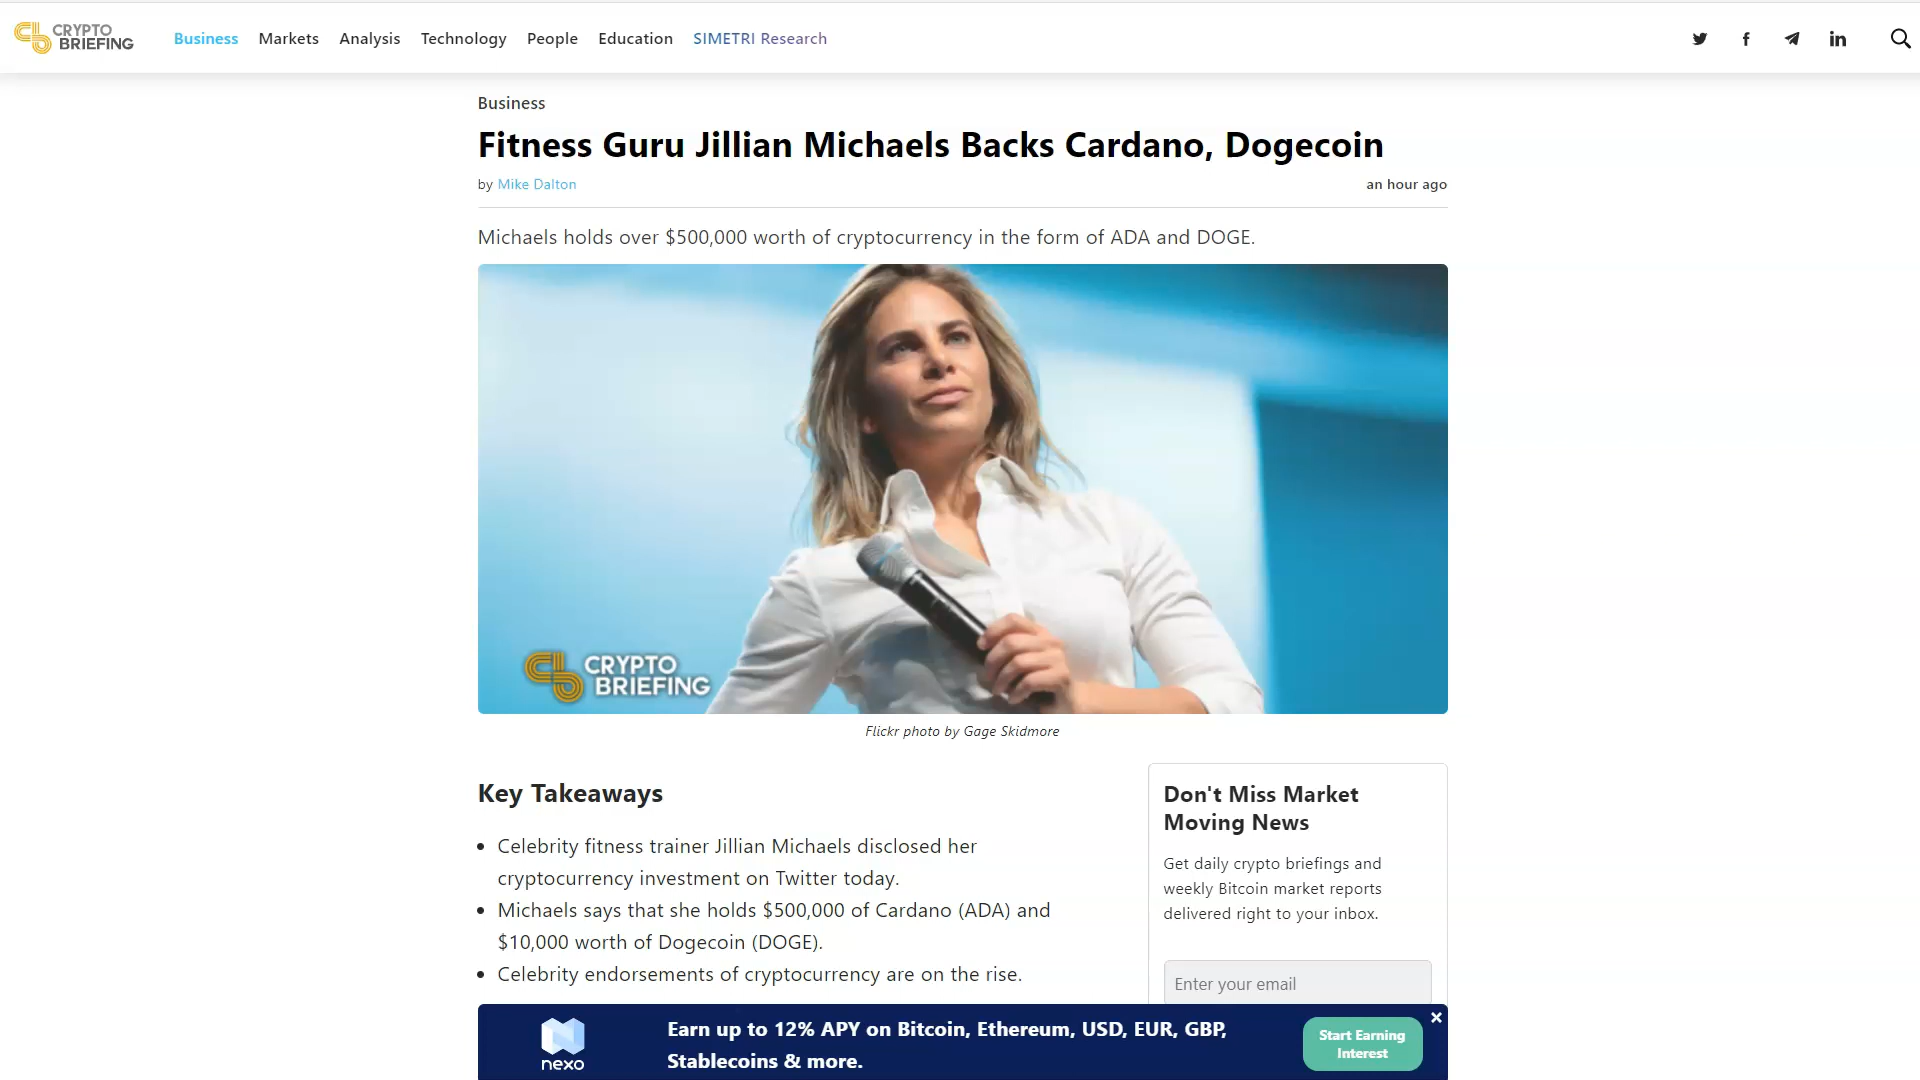 CRYPTO
BRIEFING
Business
Markets
Analysis
Technology
People
Education
SIMETRI Research
Business
Fitness Guru Jillian Michaels Backs Cardano, Dogecoin
by Mike Dalton
an hour ago
Michaels holds over $500,000 worth of cryptocurrency in the form of ADA and DOGE.
CRYPTO
BRIEFING
Flickr photo by Gage Skidmore
Key Takeaways
• Celebrity fitness trainer Jillian Michaels disclosed her
cryptocurrency investment on Twitter today.
• Michaels says that she holds $500,000 of Cardano (ADA) and
$10,000 worth of Dogecoin (DOGE).
• Celebrity endorsements of cryptocurrency are on the rise.
Don't Miss Market
Moving News
Get daily crypto briefings and
weekly Bitcoin market reports
delivered right to your inbox.
Enter your email
nexo
Earn up to 12% APY on Bitcoin, Ethereum, USD, EUR, GBP,
Stablecoins & more.
Start Earning
Interest